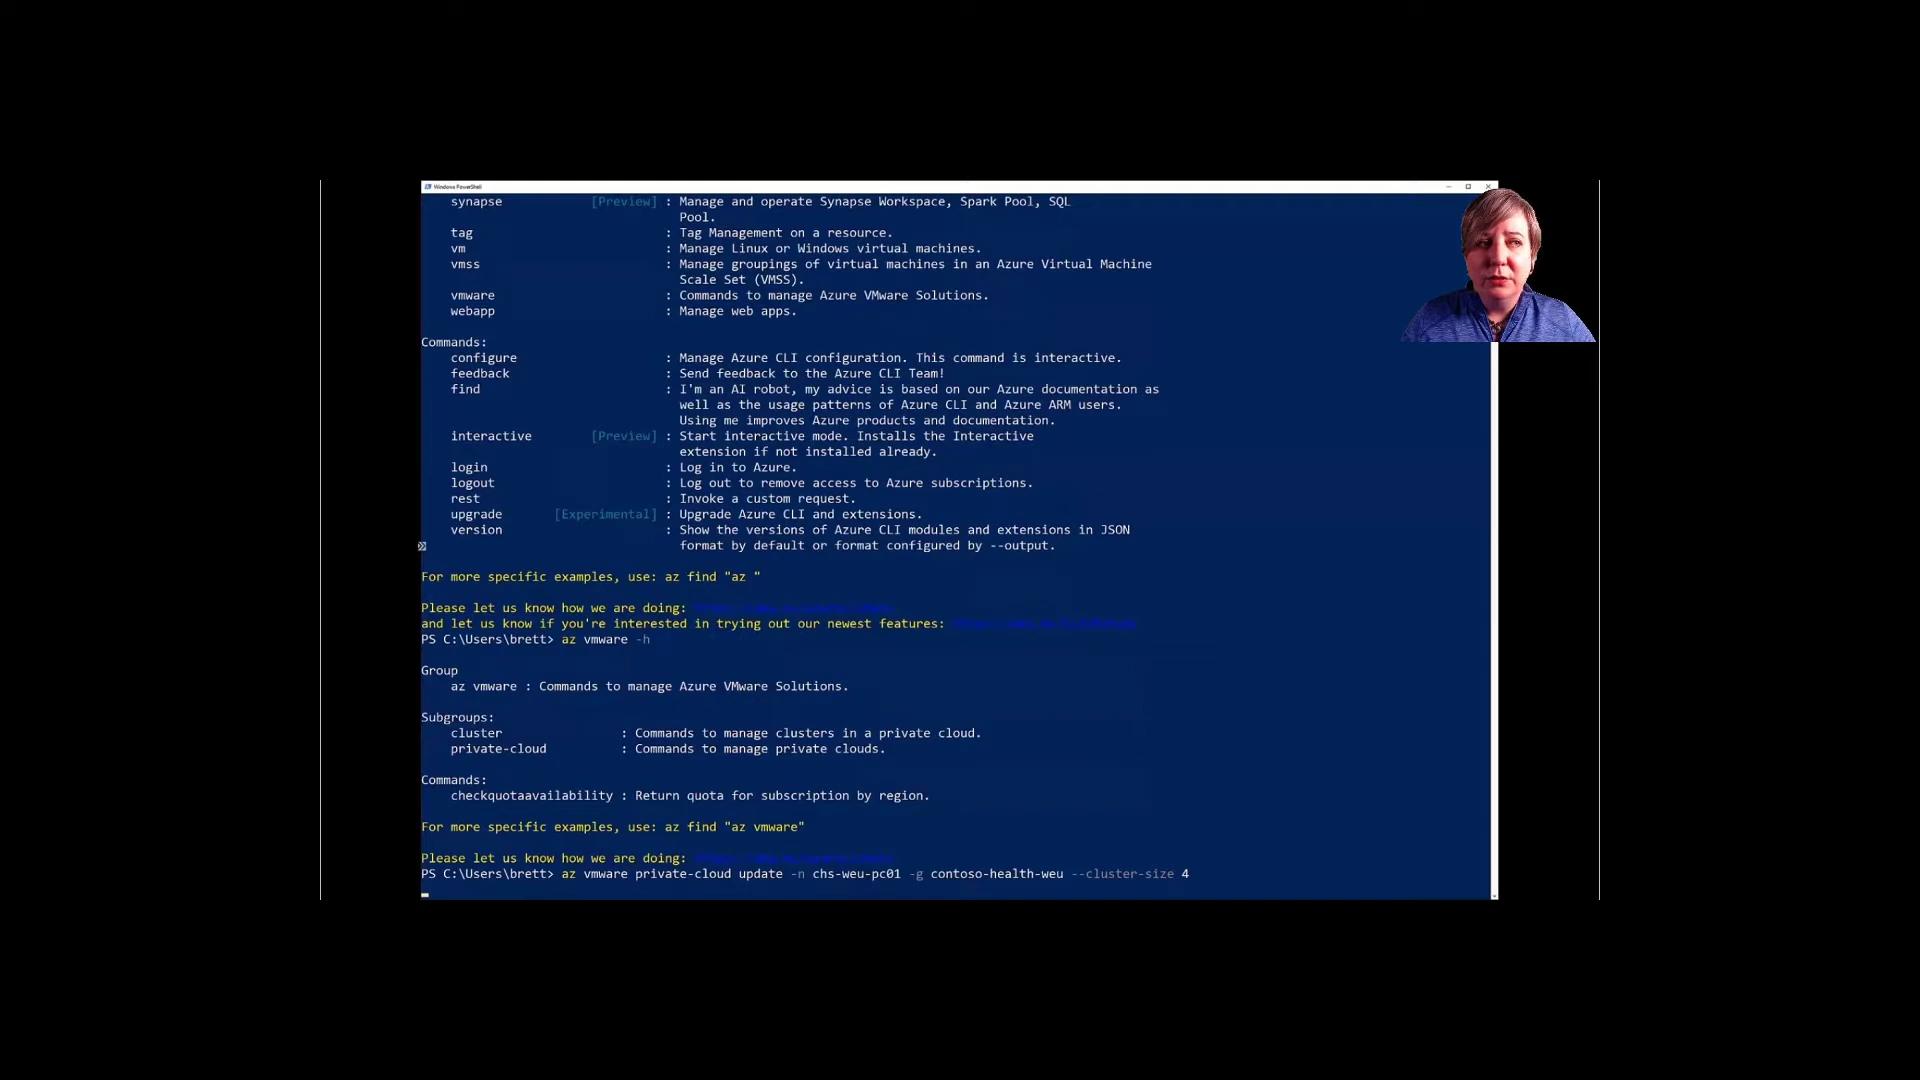 Windows PowerShell
synapse [Preview] : Manage and operate Synapse Workspace, Spark Pool, SQL
Pool.
tag : Tag Management on a resource.
vm : Manage Linux or Windows virtual machines.
vmss : Manage groupings of virtual machines in an Azure Virtual Machine
Scale Set (VMSS).
vmware : Commands to manage Azure VMware Solutions.
webapp : Manage web apps.
Commands:
configure : Manage Azure CLI configuration. This command is interactive.
feedback : Send feedback to the Azure CLI Team!
find : I'm an AI robot, my advice is based on our Azure documentation as
well as the usage patterns of Azure CLI and Azure ARM users.
Using me improves Azure products and documentation.
interactive [Preview] : Start interactive mode. Installs the Interactive
extension if not installed already.
login : Log in to Azure.
logout : Log out to remove access to Azure subscriptions.
rest : Invoke a custom request.
upgrade [Experimental] : Upgrade Azure CLI and extensions.
version : Show the versions of Azure CLI modules and extensions in JSON
format by default or format configured by --output.
For more specific examples, use: az find "az "
Please let us know how we are doing:
and let us know if you're interested in trying out our newest features:
PS C:\Users\brett> az vmware -h
Group
az vmware : Commands to manage Azure VMware Solutions.
Subgroups:
cluster : Commands to manage clusters in a private cloud.
private-cloud : Commands to manage private clouds.
Commands:
checkquotaavailability : Return quota for subscription by region.
For more specific examples, use: az find "az vmware"
Please let us know how we are doing:
PS C:\Users\brett> az vmware private-cloud update -n chs-weu-pc01 -g contoso-health-weu --cluster-size 4